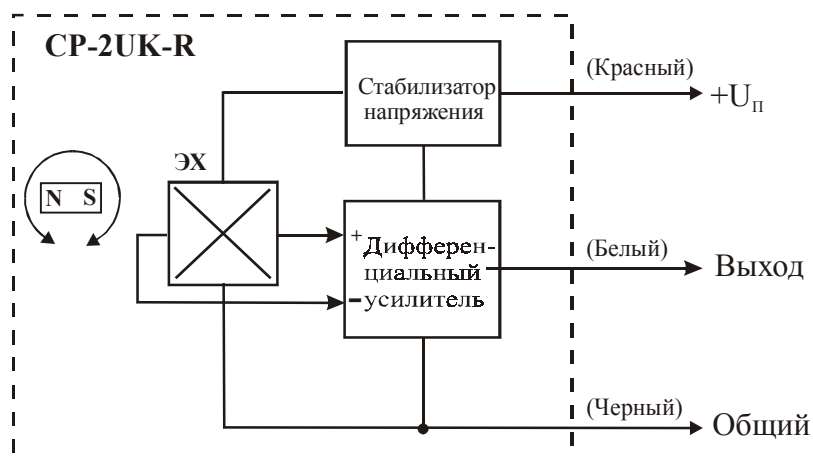 CP-2UK-R
(Красный)
+Uп
Стабилизатор
напряжения
ЭХ
N S
+
Дифферен-
циальный
-усилитель
(Белый)
Выход
(Черный)
Общий